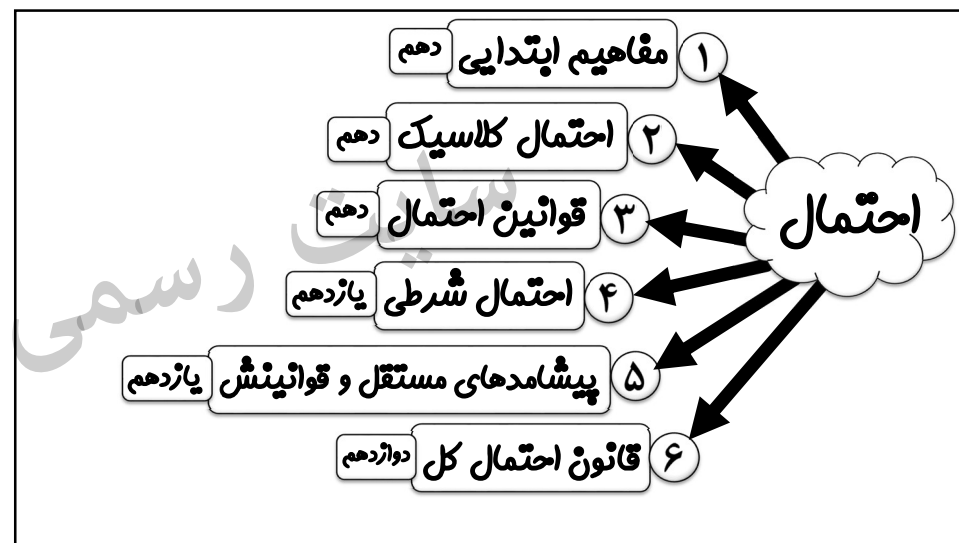 احتمال
۱ مفاهیم ابتدایی دهم
۲ احتمال کلاسیک دهم
۳ قوانین احتمال دهم
۴ احتمال شرطی یازدهم
۵ پیشامدهای مستقل و قوانینش یازدهم
۶ قانون احتمال کل دوازدهم
سایت رسمی